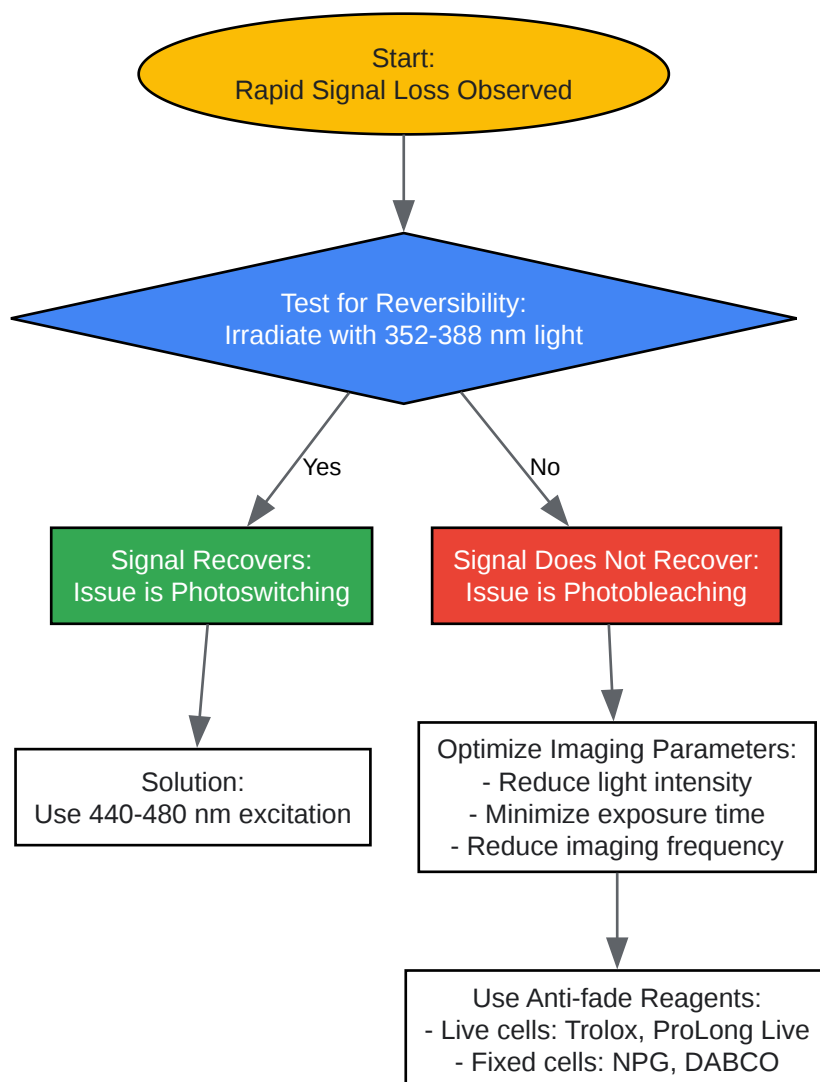 Start:
Rapid Signal Loss Observed
Test for Reversibility:
Irradiate with 352-388 nm light
Yes
No
Signal Recovers:
Issue is Photoswitching
Signal Does Not Recover:
Issue is Photobleaching
Solution:
Use 440-480 nm excitation
Optimize Imaging Parameters:
- Reduce light intensity
- Minimize exposure time
- Reduce imaging frequency
Use Anti-fade Reagents:
- Live cells: Trolox, ProLong Live
- Fixed cells: NPG, DABCO